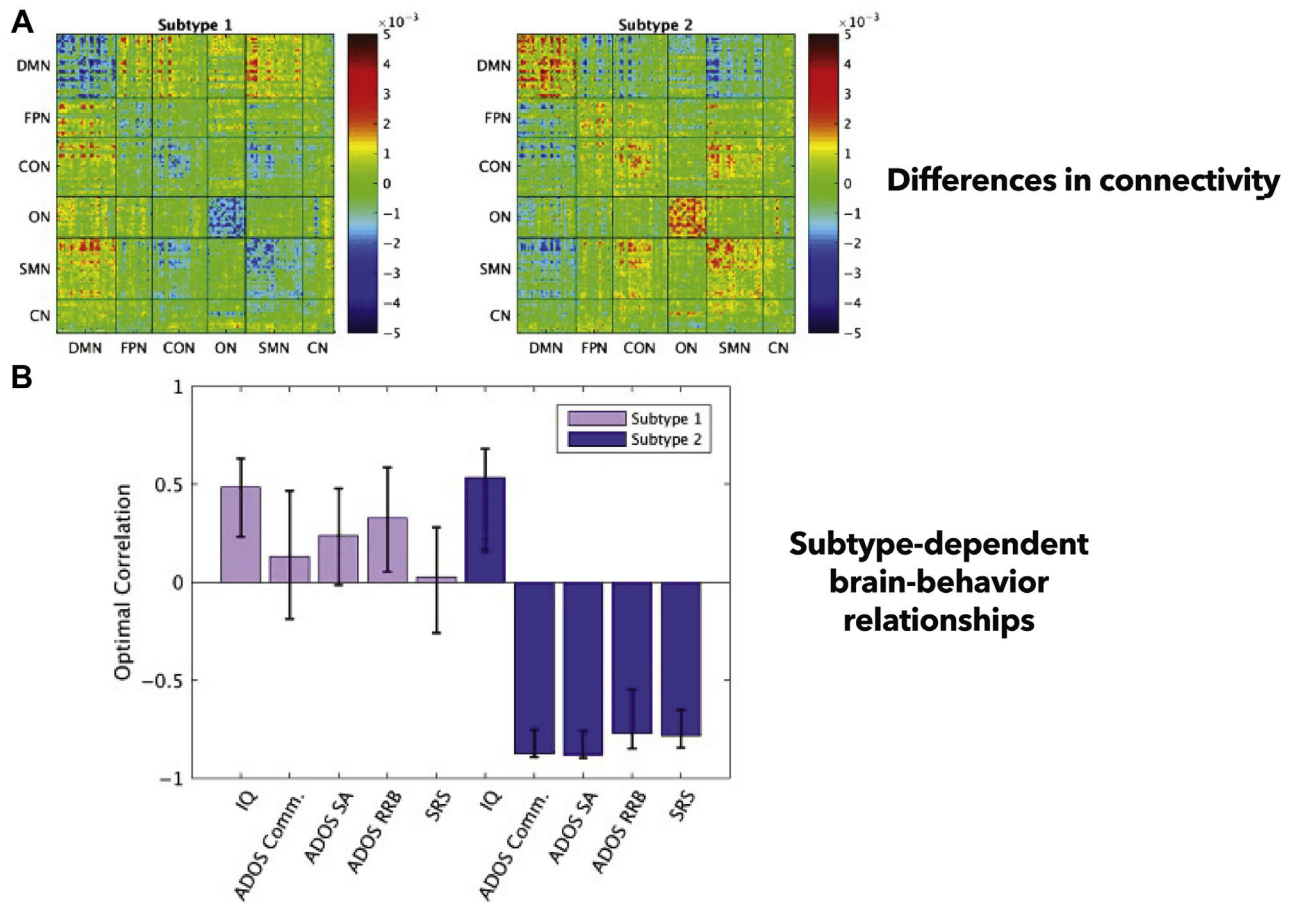 A
Subtype 1
×10⁻³
Subtype 2
×10⁻³
DMN
FPN
CON
ON
SMN
CN
5
4
3
2
1
0
−1
−2
−3
−4
−5
DMN FPN CON ON SMN CN
DMN
FPN
CON
ON
SMN
CN
5
4
3
2
1
0
−1
−2
−3
−4
−5
DMN FPN CON ON SMN CN
Differences in connectivity
B
Optimal Correlation
1
0.5
0
−0.5
−1
Subtype 1
Subtype 2
IQ
ADOS Comm.
ADOS SA
ADOS RRB
SRS
IQ
ADOS Comm.
ADOS SA
ADOS RRB
SRS
Subtype-dependent
brain-behavior
relationships